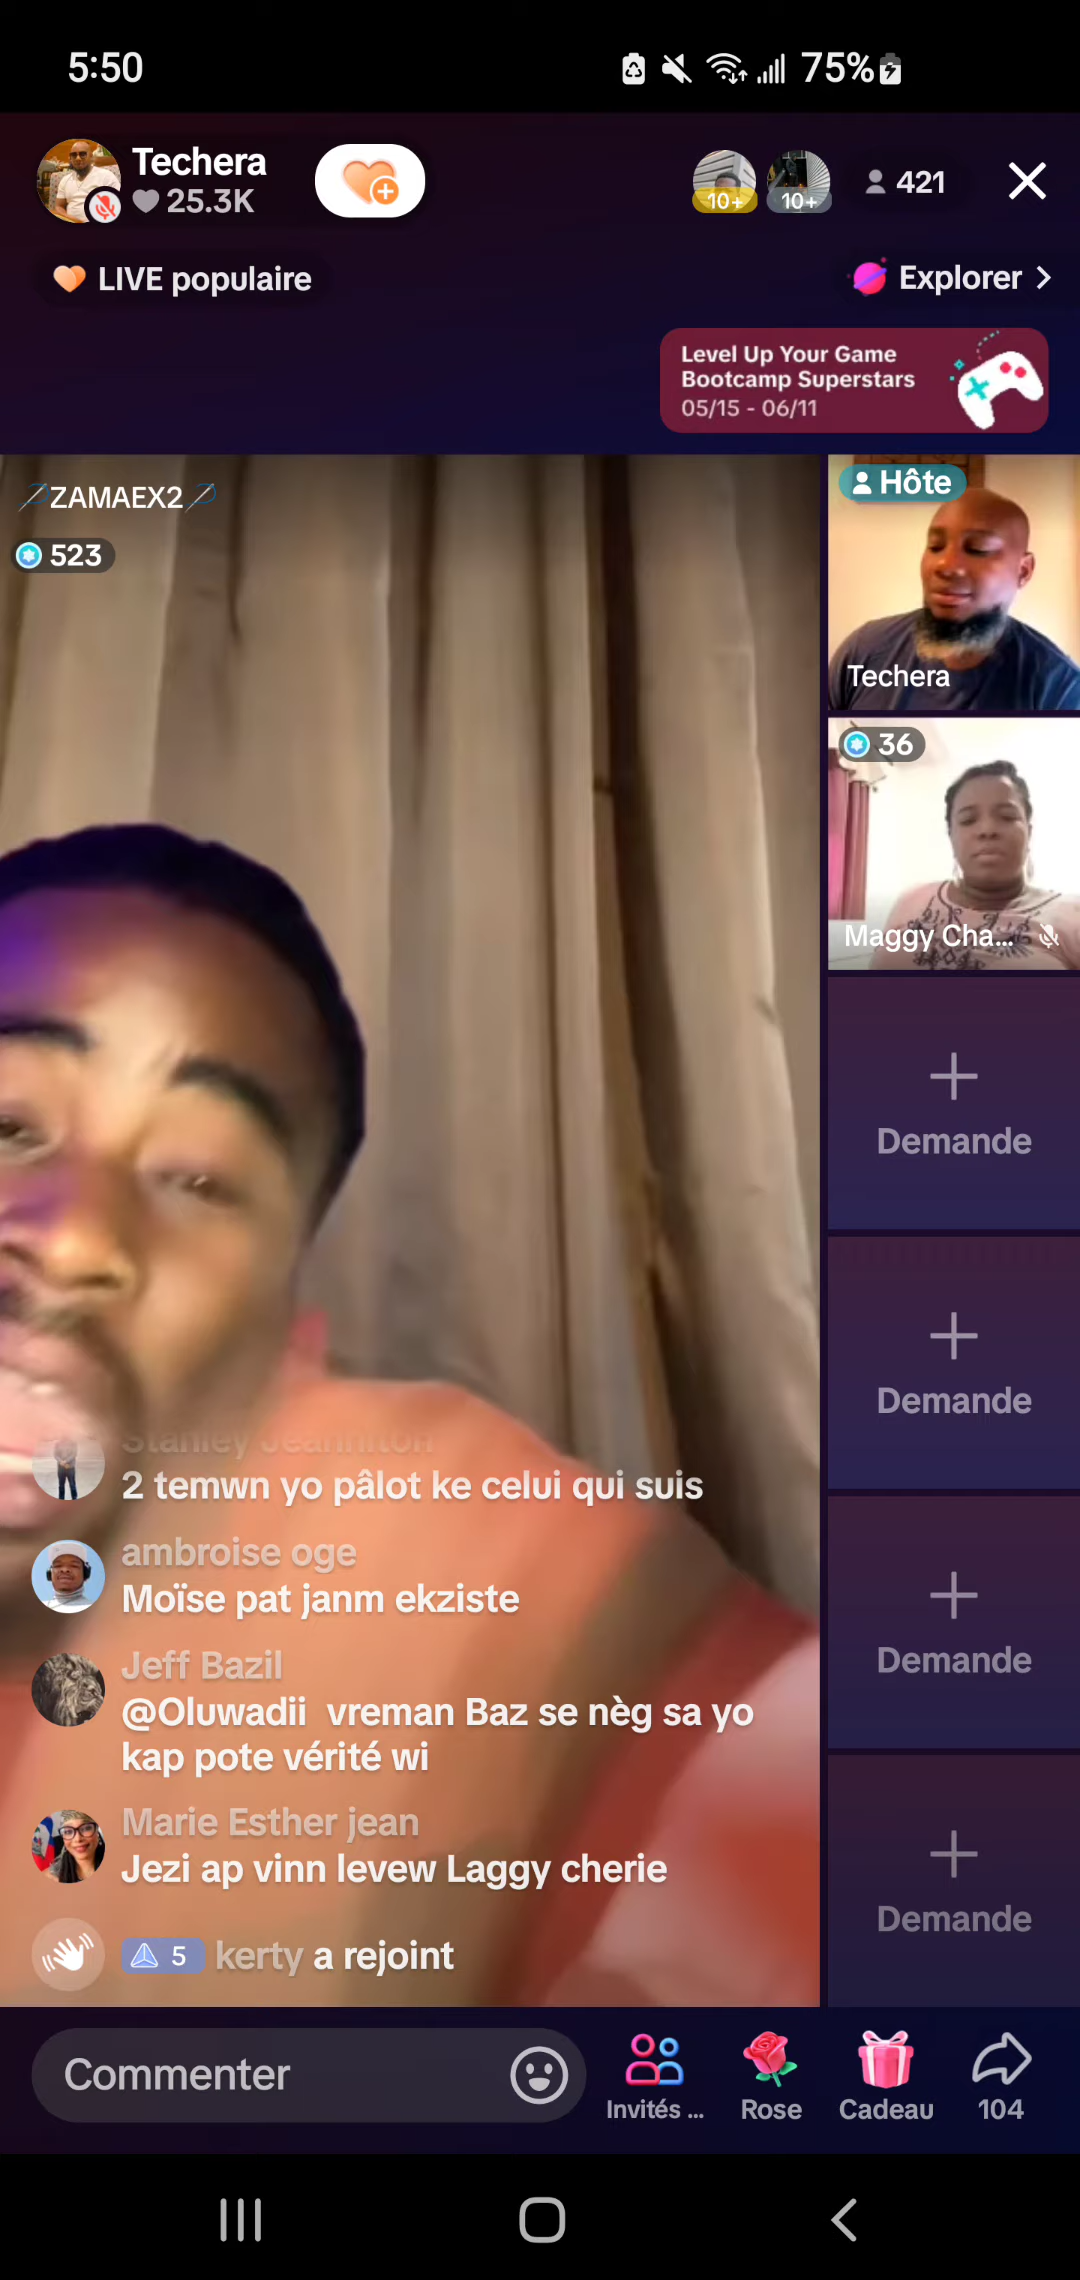 5:50
75%
Techera
25.3K
10+
10+
421
LIVE populaire
Explorer
Level Up Your Game
Bootcamp Superstars
05/15 - 06/11
ZAMAEX2
523
Hôte
Techera
36
Maggy Cha...
Demande
Demande
Demande
Demande
Stanley Jeanniton
2 temwn yo pâlot ke celui qui suis
ambroise oge
Moïse pat janm ekziste
Jeff Bazil
@Oluwadii vreman Baz se nèg sa yo
kap pote vérité wi
Marie Esther jean
Jezi ap vinn levew Laggy cherie
5 kerty a rejoint
Commenter
Invités ...
Rose
Cadeau
104